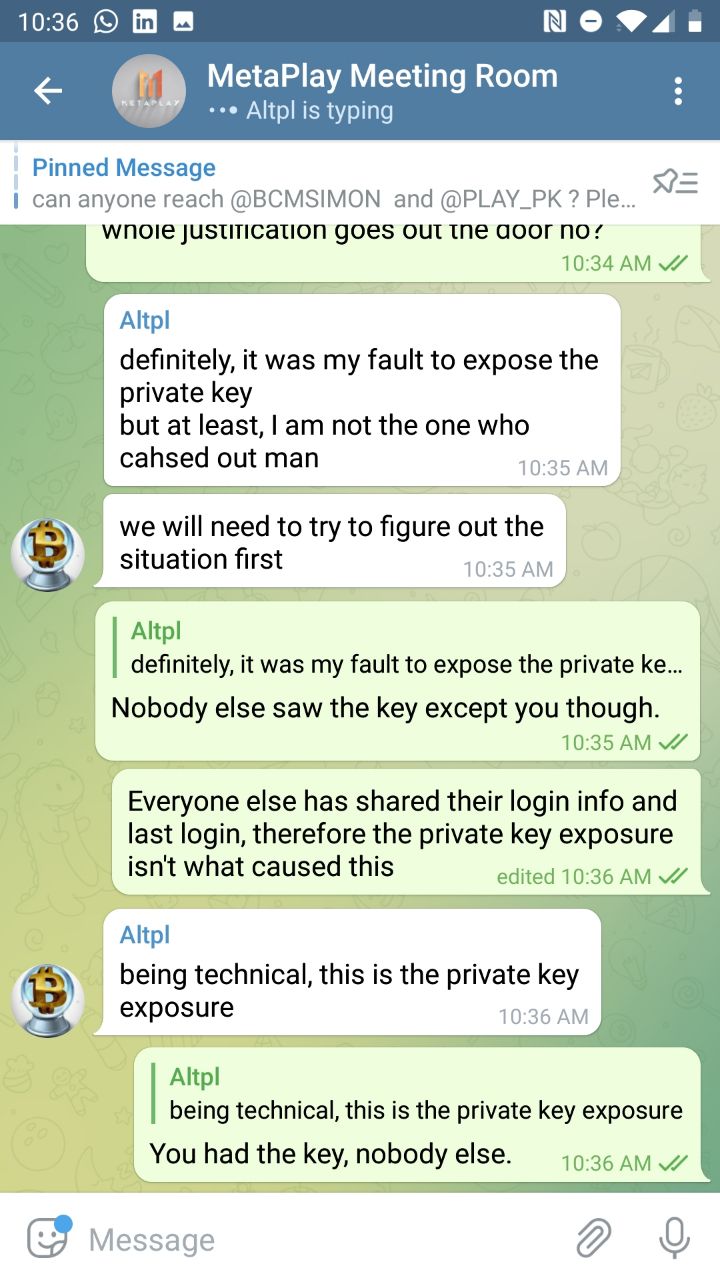 10:36
MetaPlay Meeting Room
METAPLAY
Altpl is typing
Pinned Message
can anyone reach @BCMSIMON and @PLAY_PK ? Ple...
whole justification goes out the door no?
10:34 AM
Altpl
definitely, it was my fault to expose the
private key
but at least, I am not the one who
cahsed out man
10:35 AM
we will need to try to figure out the
situation first
10:35 AM
Altpl
definitely, it was my fault to expose the private ke...
Nobody else saw the key except you though.
10:35 AM
Everyone else has shared their login info and
last login, therefore the private key exposure
isn't what caused this
edited 10:36 AM
Altpl
being technical, this is the private key
exposure
10:36 AM
Altpl
being technical, this is the private key exposure
You had the key, nobody else.
10:36 AM
Message